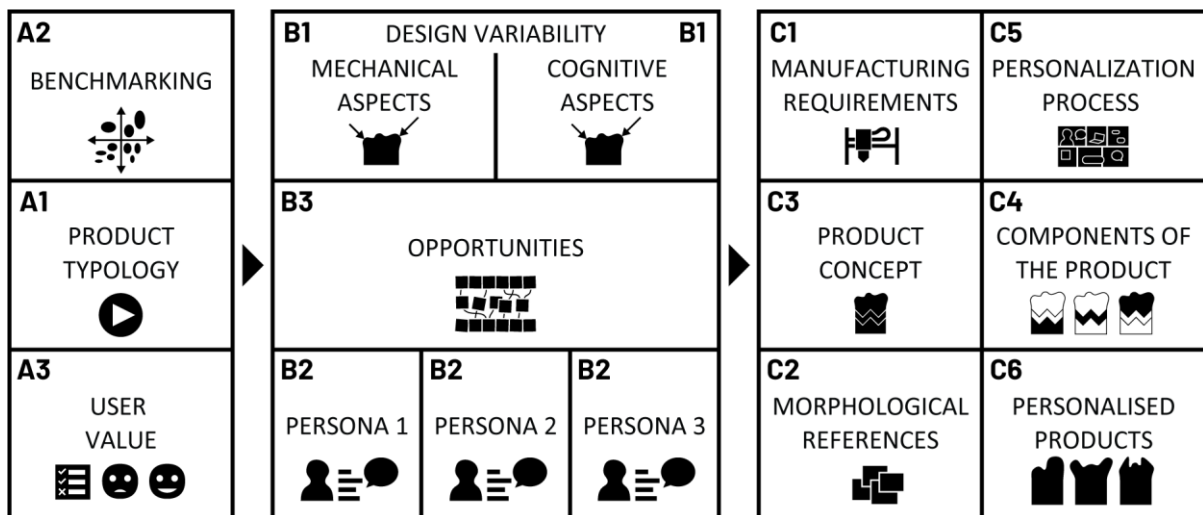 A2
BENCHMARKING
A1
PRODUCT
TYPOLOGY
A3
USER
VALUE
B1
DESIGN VARIABILITY
B1
MECHANICAL
ASPECTS
COGNITIVE
ASPECTS
B3
OPPORTUNITIES
B2
PERSONA 1
B2
PERSONA 2
B2
PERSONA 3
C1
MANUFACTURING
REQUIREMENTS
C5
PERSONALIZATION
PROCESS
C3
PRODUCT
CONCEPT
C4
COMPONENTS OF
THE PRODUCT
C2
MORPHOLOGICAL
REFERENCES
C6
PERSONALISED
PRODUCTS